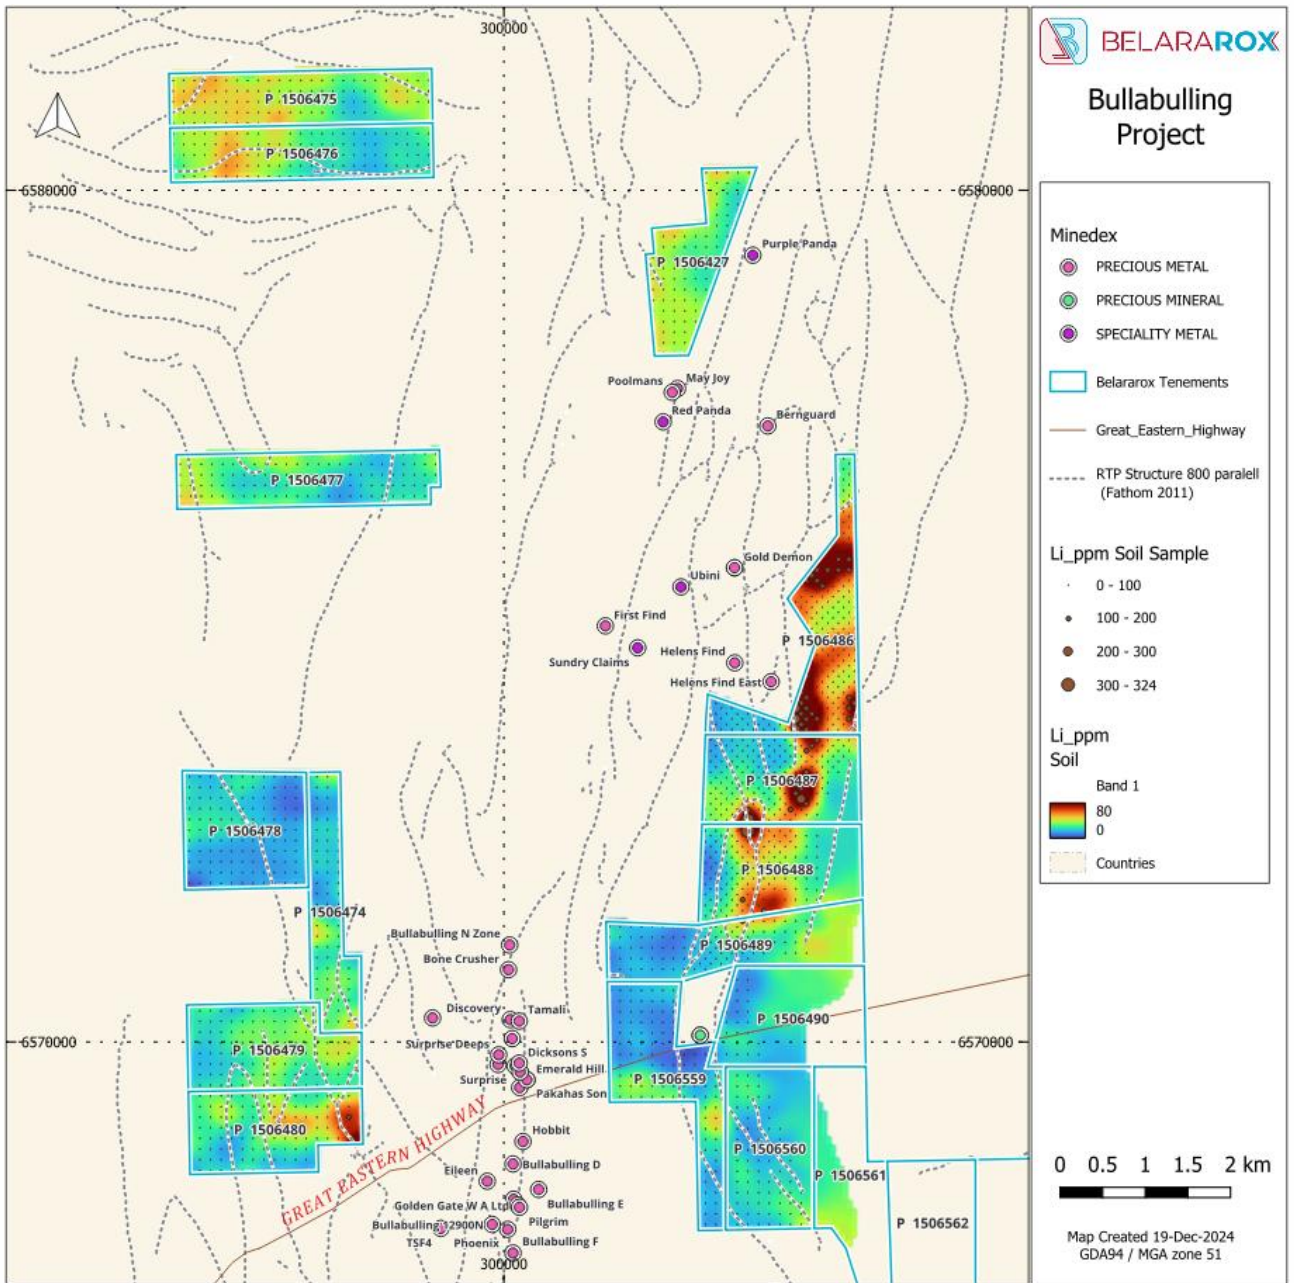 300000
P 1506475
P 1506476
6580000
6580000
Purple Panda
P 1506427
Poolmans
May Joy
Red Panda
Bernguard
P 1506477
Gold Demon
Ubini
First Find
P 1506486
Sundry Claims
Helens Find
Helens Find East
P 1506487
P 1506478
P 1506488
P 1506474
Bullabulling N Zone
P 1506489
Bone Crusher
Discovery
Tamali
P 1506490
6570000
6570000
Surprise Deeps
P 1506479
Dicksons S
Emerald Hill
Surprise
P 1506559
Pakahas Son
GREAT EASTERN HIGHWAY
P 1506480
Hobbit
P 1506560
Bullabulling D
Eileen
P 1506561
Golden Gate W A Ltd
Bullabulling E
Bullabulling 12900N
Pilgrim
P 1506562
TSF4
Phoenix
Bullabulling F
300000
BELARAROX
Bullabulling
Project
Minedex
PRECIOUS METAL
PRECIOUS MINERAL
SPECIALITY METAL
Belararox Tenements
Great_Eastern_Highway
RTP Structure 800 paralell
(Fathom 2011)
Li_ppm Soil Sample
0 - 100
100 - 200
200 - 300
300 - 324
Li_ppm
Soil
Band 1
80
0
Countries
0 0.5 1 1.5 2 km
Map Created 19-Dec-2024
GDA94 / MGA zone 51